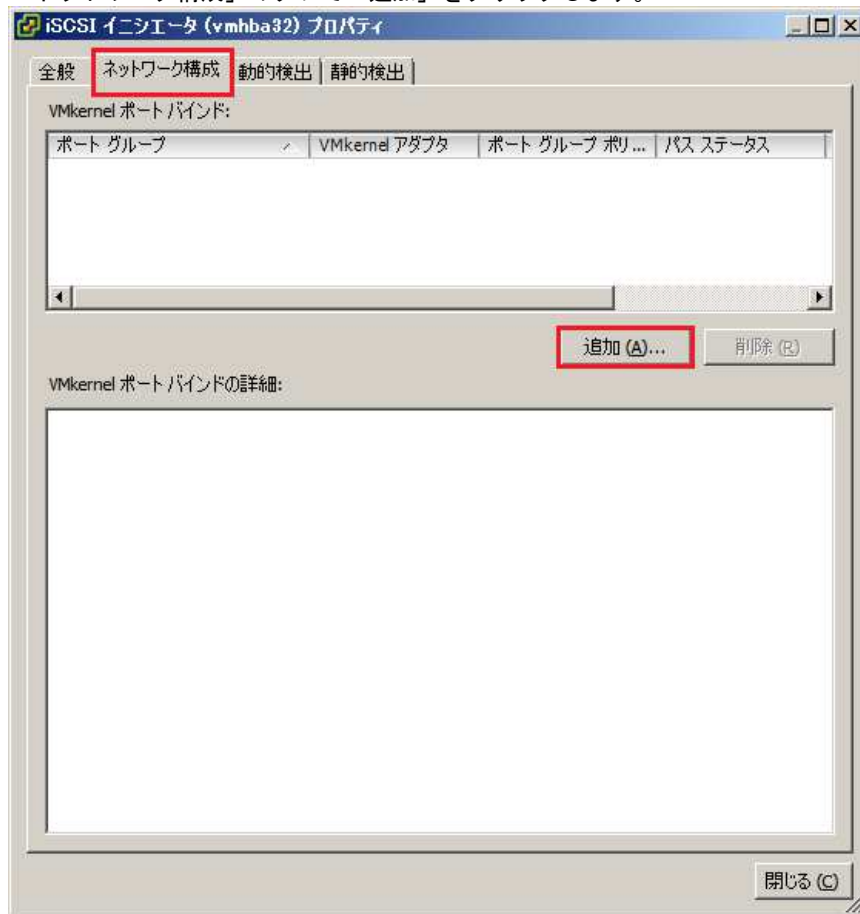 iSCSI イニシエータ (vmhba32) プロパティ
全般 ネットワーク構成 動的検出 静的検出
VMkernel ポート バインド:
ポート グループ VMkernel アダプタ ポート グループ ポリ... パス ステータス
追加 (A)... 削除 (R)
VMkernel ポート バインドの詳細:
閉じる (C)